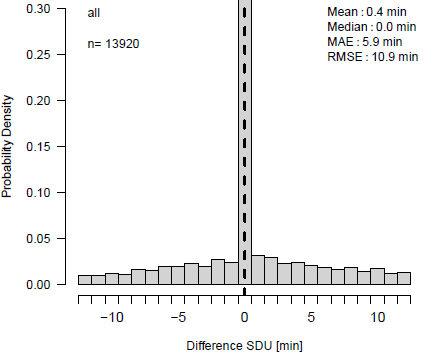 all
n= 13920
Mean : 0.4 min
Median : 0.0 min
MAE : 5.9 min
RMSE : 10.9 min
Probability Density
0.30
0.25
0.20
0.15
0.10
0.05
0.00
−10 −5 0 5 10
Difference SDU [min]